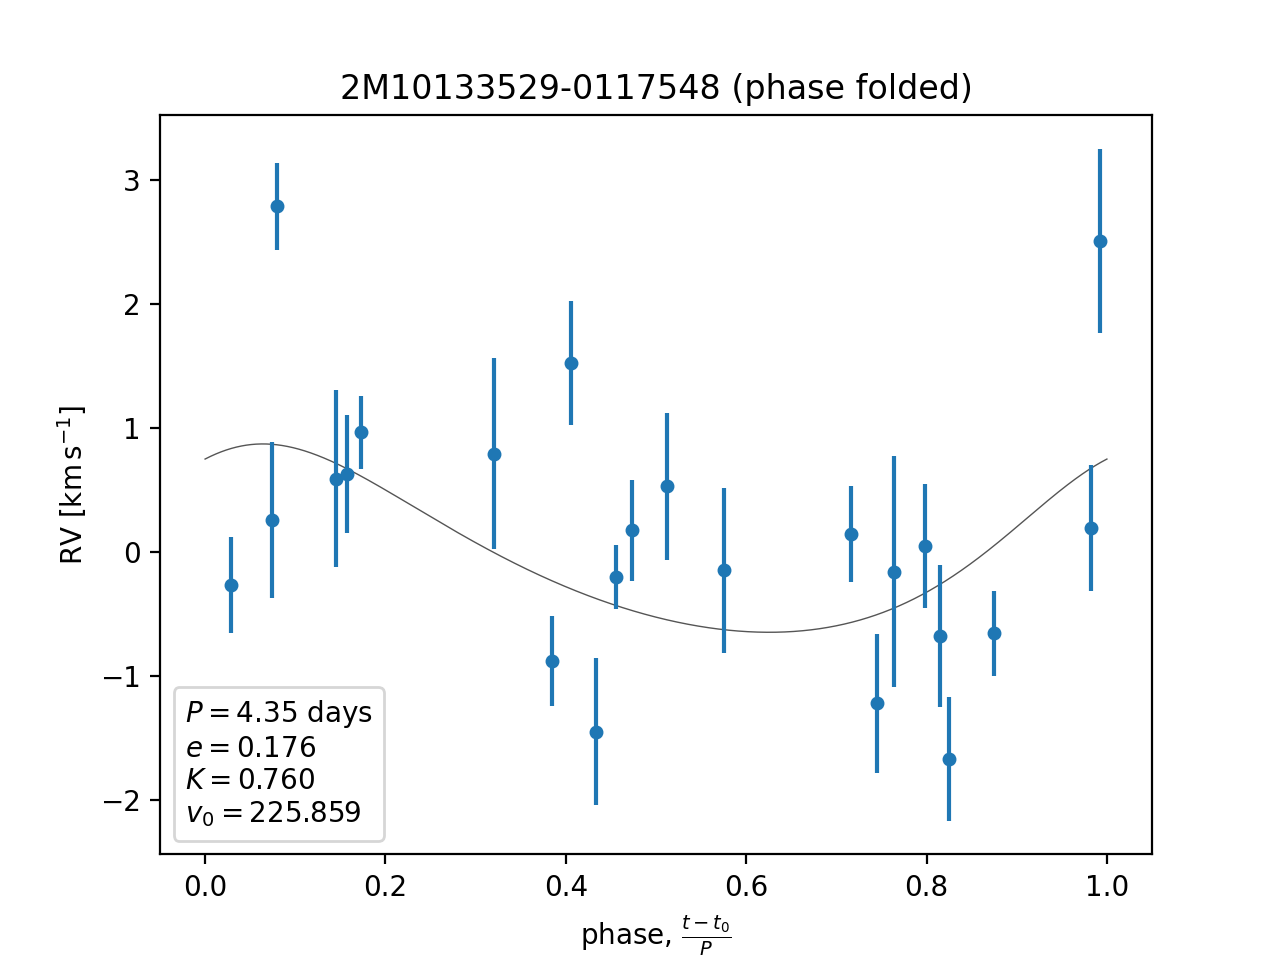 2M10133529-0117548 (phase folded)
RV [km s⁻¹]
3
2
1
0
−1
−2
P = 4.35 days
e = 0.176
K = 0.760
v₀ = 225.859
0.0 0.2 0.4 0.6 0.8 1.0
phase, (t − t₀)/P